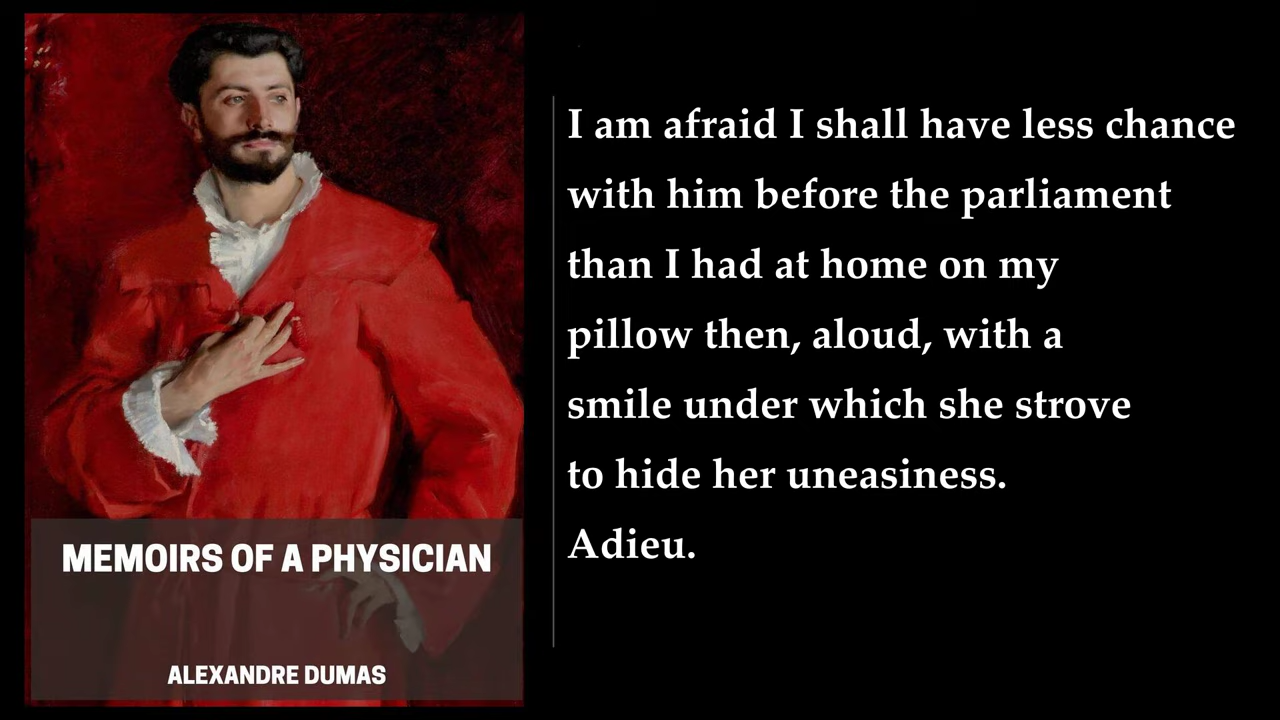 MEMOIRS OF A PHYSICIAN
ALEXANDRE DUMAS
I am afraid I shall have less chance
with him before the parliament
than I had at home on my
pillow then, aloud, with a
smile under which she strove
to hide her uneasiness.
Adieu.